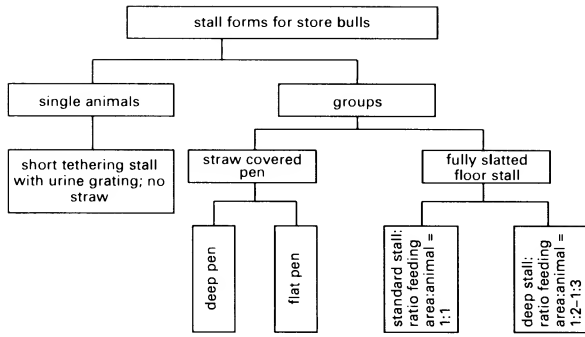 stall forms for store bulls
single animals
groups
short tethering stall
with urine grating; no
straw
straw covered
pen
fully slatted
floor stall
deep pen
flat pen
standard stall:
ratio feeding
area:animal =
1:1
deep stall:
ratio feeding
area:animal =
1:2–1:3